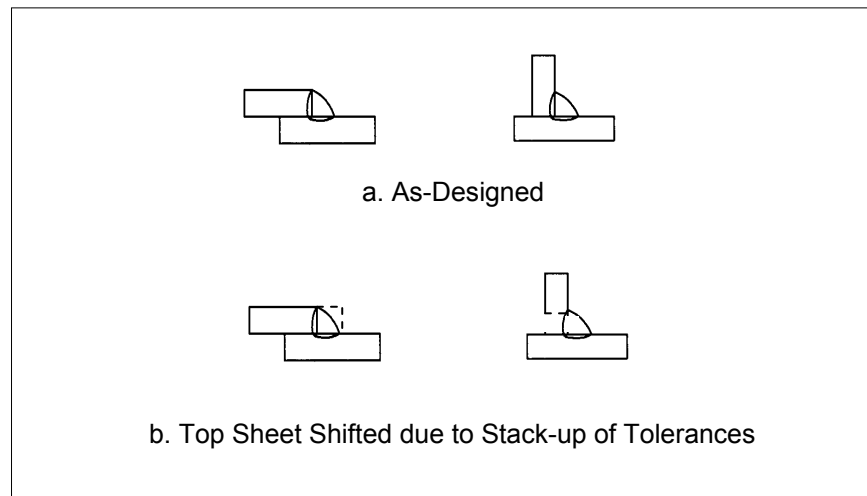 a. As-Designed
b. Top Sheet Shifted due to Stack-up of Tolerances